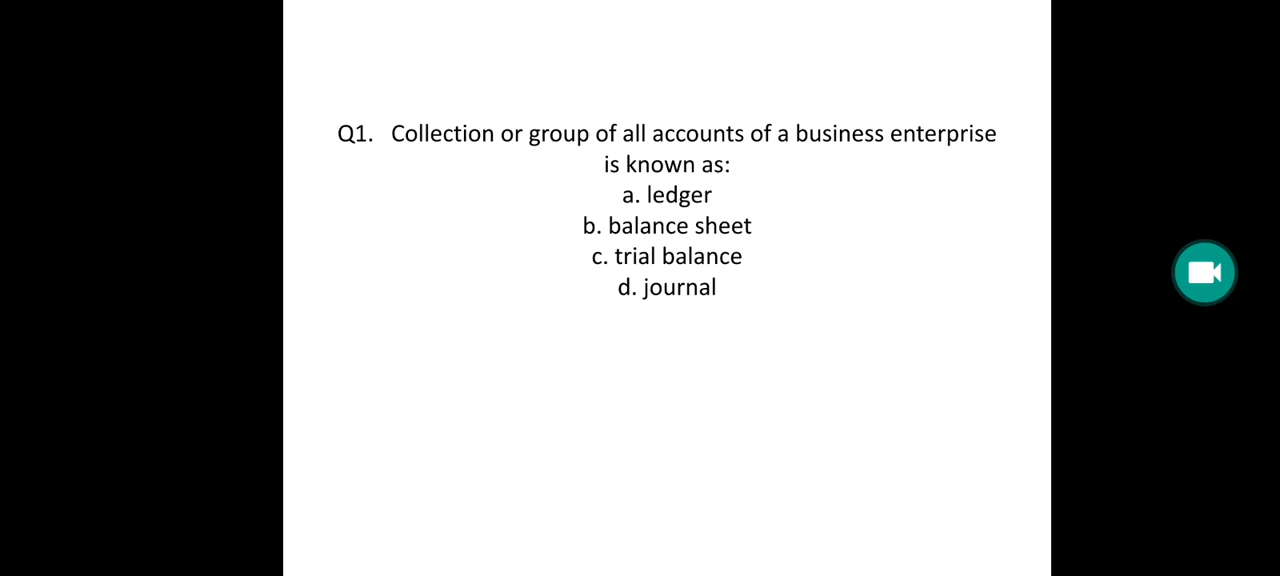 Q1. Collection or group of all accounts of a business enterprise
is known as:
a. ledger
b. balance sheet
c. trial balance
d. journal